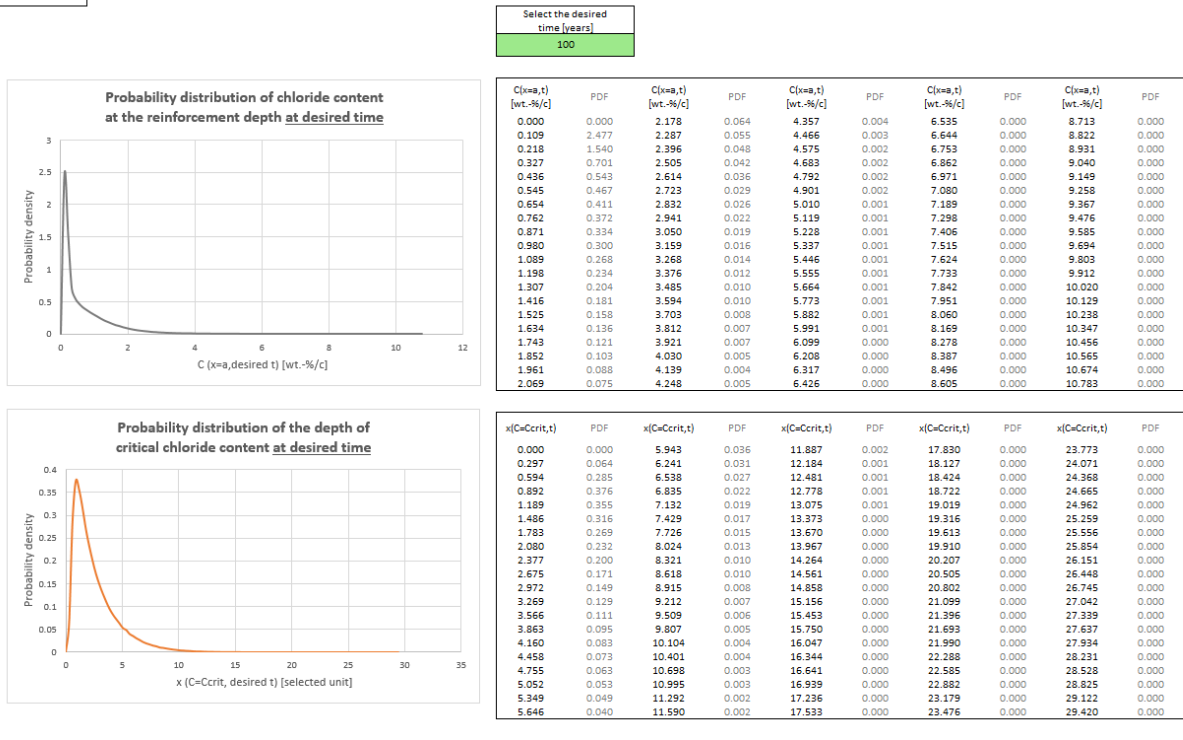 Select the desired
time [years]
100
Probability distribution of chloride content
at the reinforcement depth at desired time
3
2.5
2
1.5
1
0.5
0
Probability density
0 2 4 6 8 10 12
C (x=a,desired t) [wt.-%/c]
C(x=a,t) PDF C(x=a,t) PDF C(x=a,t) PDF C(x=a,t) PDF C(x=a,t) PDF
[wt.-%/c] [wt.-%/c] [wt.-%/c] [wt.-%/c] [wt.-%/c]
0.000 0.000 2.178 0.064 4.357 0.004 6.535 0.000 8.713 0.000
0.109 2.477 2.287 0.055 4.466 0.003 6.644 0.000 8.822 0.000
0.218 1.540 2.396 0.048 4.575 0.002 6.753 0.000 8.931 0.000
0.327 0.701 2.505 0.042 4.683 0.002 6.862 0.000 9.040 0.000
0.436 0.543 2.614 0.036 4.792 0.002 6.971 0.000 9.149 0.000
0.545 0.467 2.723 0.029 4.901 0.002 7.080 0.000 9.258 0.000
0.654 0.411 2.832 0.026 5.010 0.001 7.189 0.000 9.367 0.000
0.762 0.372 2.941 0.022 5.119 0.001 7.298 0.000 9.476 0.000
0.871 0.334 3.050 0.019 5.228 0.001 7.406 0.000 9.585 0.000
0.980 0.300 3.159 0.016 5.337 0.001 7.515 0.000 9.694 0.000
1.089 0.268 3.268 0.014 5.446 0.001 7.624 0.000 9.803 0.000
1.198 0.234 3.376 0.012 5.555 0.001 7.733 0.000 9.912 0.000
1.307 0.204 3.485 0.010 5.664 0.001 7.842 0.000 10.020 0.000
1.416 0.181 3.594 0.010 5.773 0.001 7.951 0.000 10.129 0.000
1.525 0.158 3.703 0.008 5.882 0.001 8.060 0.000 10.238 0.000
1.634 0.136 3.812 0.007 5.991 0.001 8.169 0.000 10.347 0.000
1.743 0.121 3.921 0.007 6.099 0.000 8.278 0.000 10.456 0.000
1.852 0.103 4.030 0.005 6.208 0.000 8.387 0.000 10.565 0.000
1.961 0.088 4.139 0.004 6.317 0.000 8.496 0.000 10.674 0.000
2.069 0.075 4.248 0.005 6.426 0.000 8.605 0.000 10.783 0.000
Probability distribution of the depth of
critical chloride content at desired time
0.4
0.35
0.3
0.25
0.2
0.15
0.1
0.05
0
Probability density
0 5 10 15 20 25 30 35
x (C=Ccrit, desired t) [selected unit]
x(C=Ccrit,t) PDF x(C=Ccrit,t) PDF x(C=Ccrit,t) PDF x(C=Ccrit,t) PDF x(C=Ccrit,t) PDF
0.000 0.000 5.943 0.036 11.887 0.002 17.830 0.000 23.773 0.000
0.297 0.064 6.241 0.031 12.184 0.001 18.127 0.000 24.071 0.000
0.594 0.285 6.538 0.027 12.481 0.001 18.424 0.000 24.368 0.000
0.892 0.376 6.835 0.022 12.778 0.001 18.722 0.000 24.665 0.000
1.189 0.355 7.132 0.019 13.075 0.001 19.019 0.000 24.962 0.000
1.486 0.316 7.429 0.017 13.373 0.000 19.316 0.000 25.259 0.000
1.783 0.269 7.726 0.015 13.670 0.000 19.613 0.000 25.556 0.000
2.080 0.232 8.024 0.013 13.967 0.000 19.910 0.000 25.854 0.000
2.377 0.200 8.321 0.010 14.264 0.000 20.207 0.000 26.151 0.000
2.675 0.171 8.618 0.010 14.561 0.000 20.505 0.000 26.448 0.000
2.972 0.149 8.915 0.008 14.858 0.000 20.802 0.000 26.745 0.000
3.269 0.129 9.212 0.007 15.156 0.000 21.099 0.000 27.042 0.000
3.566 0.111 9.509 0.006 15.453 0.000 21.396 0.000 27.339 0.000
3.863 0.095 9.807 0.005 15.750 0.000 21.693 0.000 27.637 0.000
4.160 0.083 10.104 0.004 16.047 0.000 21.990 0.000 27.934 0.000
4.458 0.073 10.401 0.004 16.344 0.000 22.288 0.000 28.231 0.000
4.755 0.063 10.698 0.003 16.641 0.000 22.585 0.000 28.528 0.000
5.052 0.053 10.995 0.003 16.939 0.000 22.882 0.000 28.825 0.000
5.349 0.049 11.292 0.002 17.236 0.000 23.179 0.000 29.122 0.000
5.646 0.040 11.590 0.002 17.533 0.000 23.476 0.000 29.420 0.000